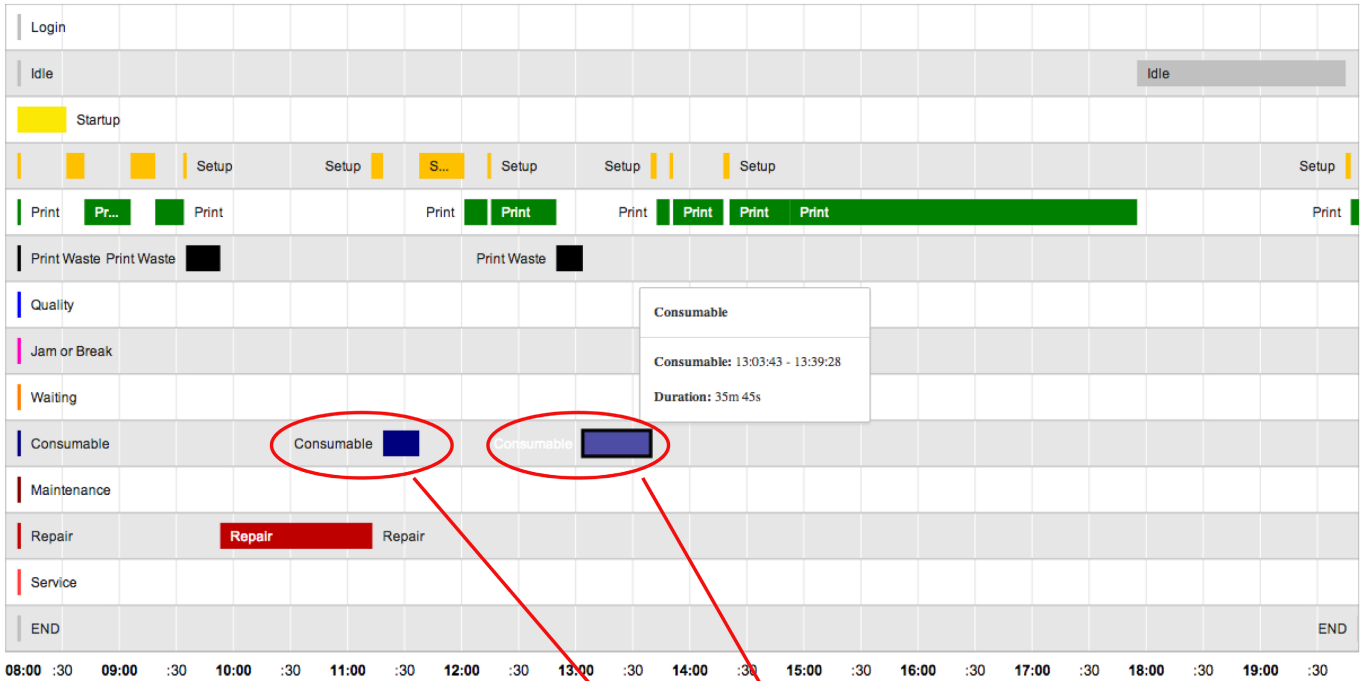 Login
Idle Idle
Startup
Setup Setup S... Setup Setup Setup Setup
Print Pr... Print Print Print Print Print Print Print Print
Print Waste Print Waste Print Waste
Quality
Consumable
Jam or Break
Consumable: 13:03:43 - 13:39:28
Waiting
Duration: 35m 45s
Consumable Consumable Consumable
Maintenance
Repair Repair Repair
Service
END END
08:00 :30 09:00 :30 10:00 :30 11:00 :30 12:00 :30 13:00 :30 14:00 :30 15:00 :30 16:00 :30 17:00 :30 18:00 :30 19:00 :30